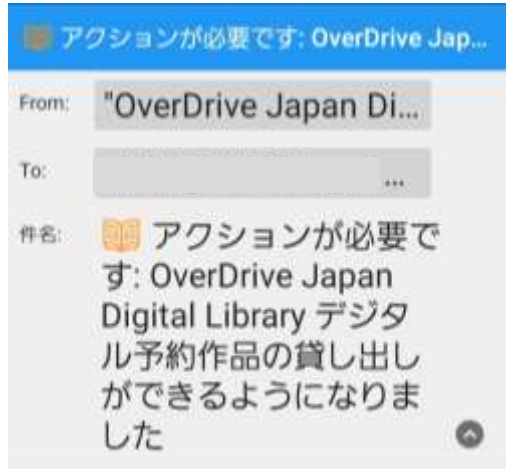 📖 アクションが必要です: OverDrive Jap...
From: "OverDrive Japan Di...
To: ...
件名: 📖 アクションが必要で
す: OverDrive Japan
Digital Library デジタ
ル予約作品の貸し出し
ができるようになりま
した